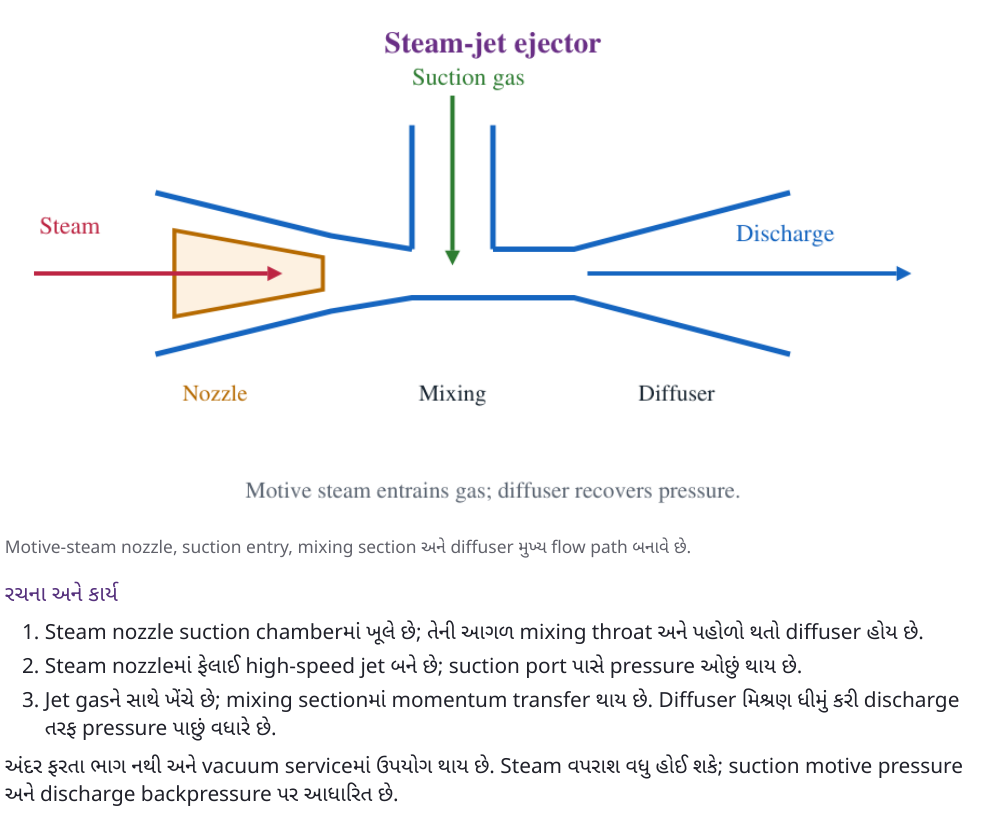 Steam-jet ejector
Suction gas
Steam
Discharge
Nozzle
Mixing
Diffuser
Motive steam entrains gas; diffuser recovers pressure.
Motive-steam nozzle, suction entry, mixing section અને diffuser મુખ્ય flow path બનાવે છે.
રચના અને કાર્ય
1. Steam nozzle suction chamberમાં ખૂલે છે; તેની આગળ mixing throat અને પહોળો થતો diffuser હોય છે.
2. Steam nozzleમાં ફેલાઈ high-speed jet બને છે; suction port પાસે pressure ઓછું થાય છે.
3. Jet gasને સાથે ખેંચે છે; mixing sectionમાં momentum transfer થાય છે. Diffuser મિશ્રણ ધીમું કરી discharge
તરફ pressure પાછું વધારે છે.
અંદર ફરતા ભાગ નથી અને vacuum serviceમાં ઉપયોગ થાય છે. Steam વપરાશ વધુ હોઈ શકે; suction motive pressure
અને discharge backpressure પર આધારિત છે.